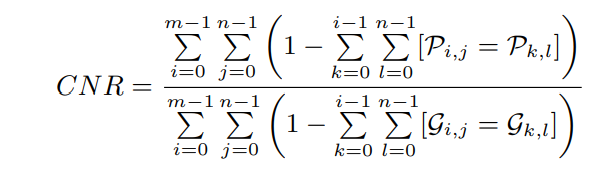 CNR = \frac{\sum_{i=0}^{m-1} \sum_{j=0}^{n-1} \left( 1 - \sum_{k=0}^{i-1} \sum_{l=0}^{n-1} [\mathcal{P}_{i,j} = \mathcal{P}_{k,l}] \right)}{\sum_{i=0}^{m-1} \sum_{j=0}^{n-1} \left( 1 - \sum_{k=0}^{i-1} \sum_{l=0}^{n-1} [\mathcal{G}_{i,j} = \mathcal{G}_{k,l}] \right)}